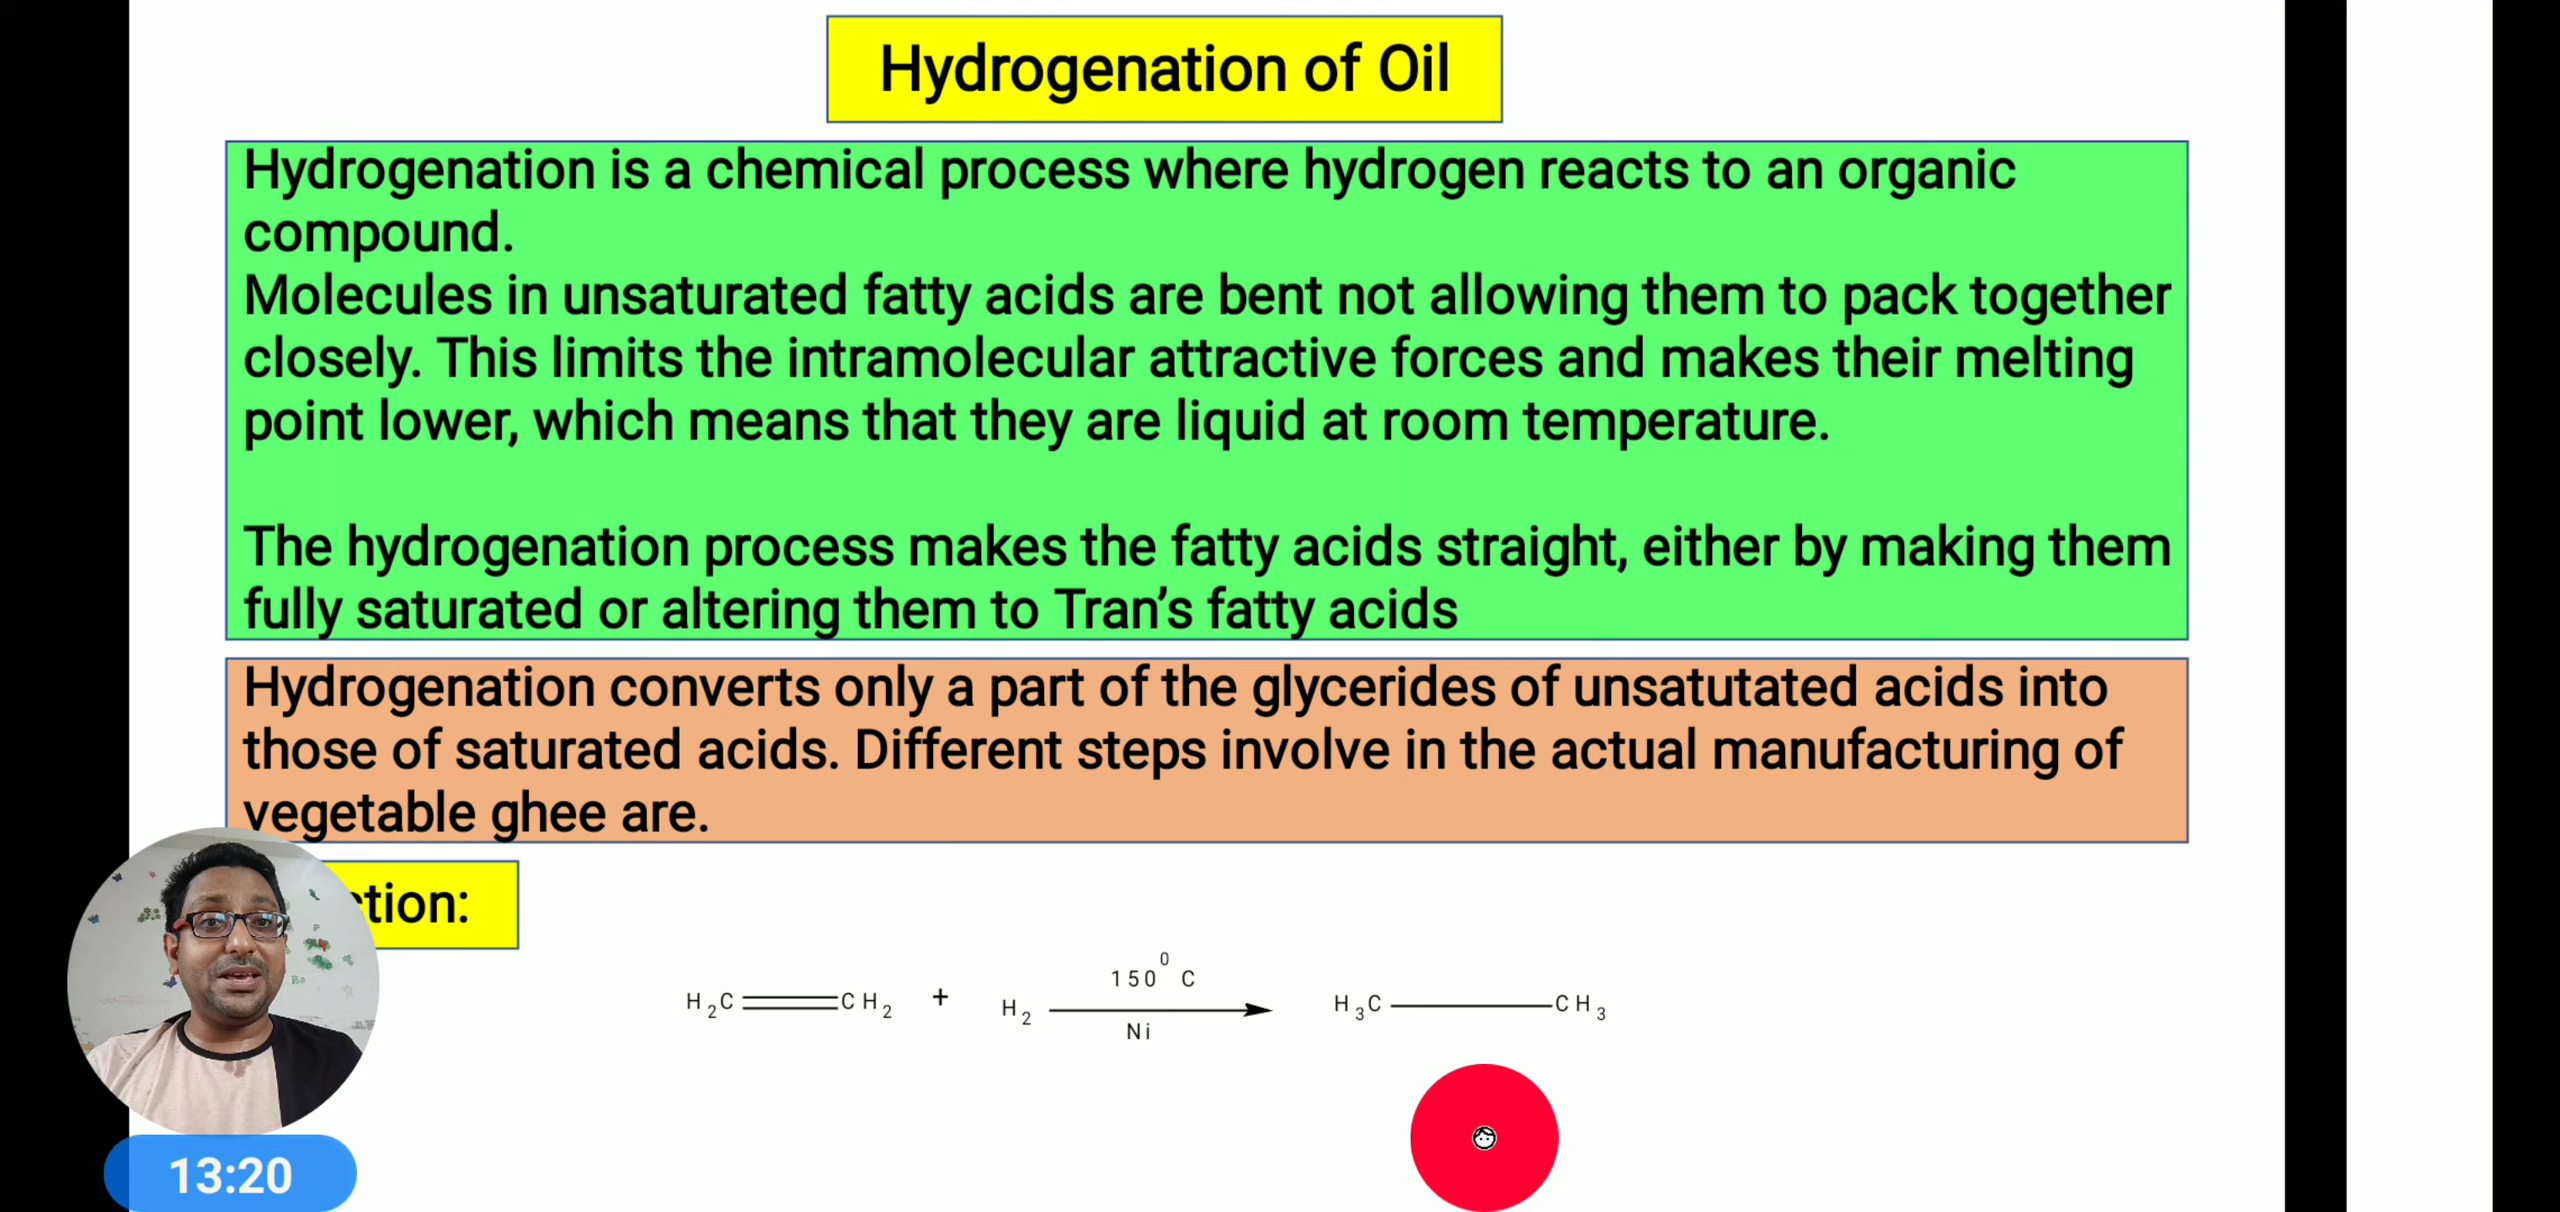 Hydrogenation of Oil
Hydrogenation is a chemical process where hydrogen reacts to an organic
compound.
Molecules in unsaturated fatty acids are bent not allowing them to pack together
closely. This limits the intramolecular attractive forces and makes their melting
point lower, which means that they are liquid at room temperature.
The hydrogenation process makes the fatty acids straight, either by making them
fully saturated or altering them to Tran’s fatty acids
Hydrogenation converts only a part of the glycerides of unsatutated acids into
those of saturated acids. Different steps involve in the actual manufacturing of
vegetable ghee are.
tion:
150⁰ C
H₂C═CH₂ + H₂ → H₃C—CH₃
Ni
13:20